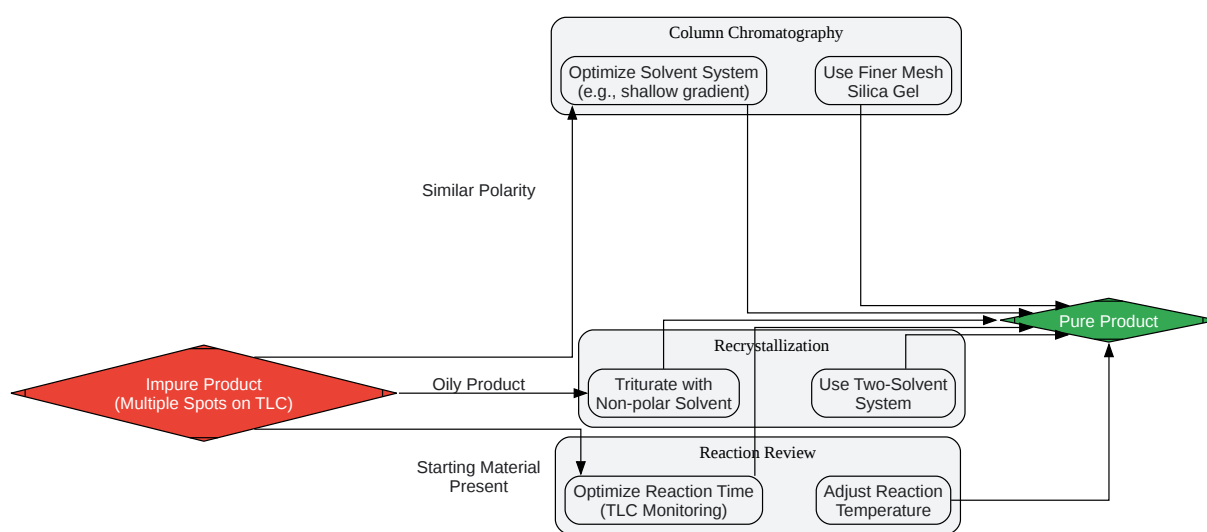 Column Chromatography
Optimize Solvent System
(e.g., shallow gradient)
Use Finer Mesh
Silica Gel
Similar Polarity
Pure Product
Recrystallization
Impure Product
(Multiple Spots on TLC)
Oily Product
Triturate with
Non-polar Solvent
Use Two-Solvent
System
Reaction Review
Starting Material
Present
Optimize Reaction Time
(TLC Monitoring)
Adjust Reaction
Temperature